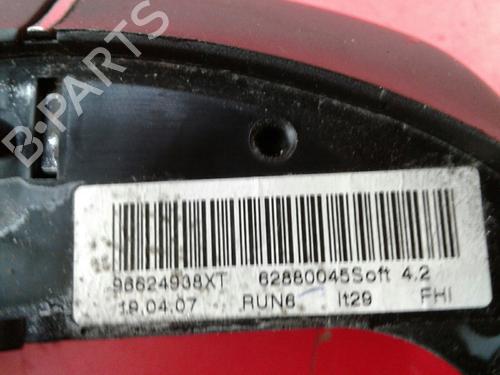 B-PARTS
96624938XT 62880045Soft 4.2
19.04.07 RUN6 lt29 FHI